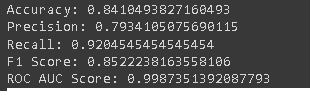 Accuracy: 0.8410493827160493
Precision: 0.7934105075690115
Recall: 0.9204545454545454
F1 Score: 0.8522238163558106
ROC AUC Score: 0.9987351392087793